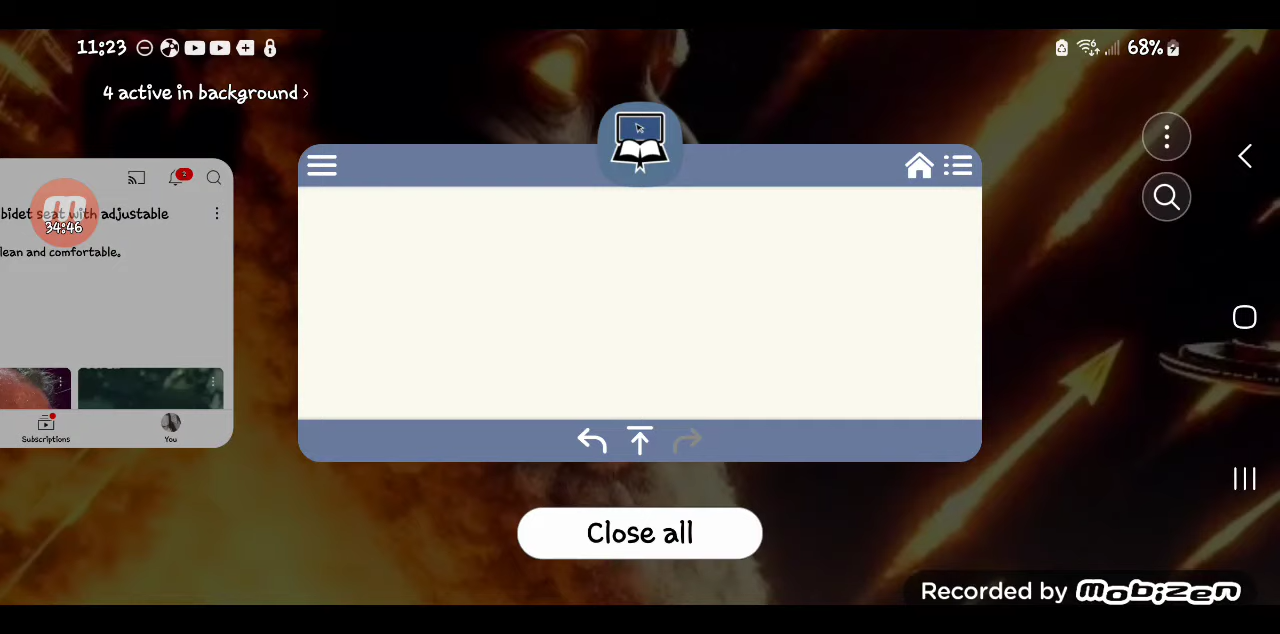 11:23
68%
4 active in background >
2
bidet seat with adjustable
34:46
lean and comfortable.
Subscriptions
You
Close all
Recorded by Mobizen